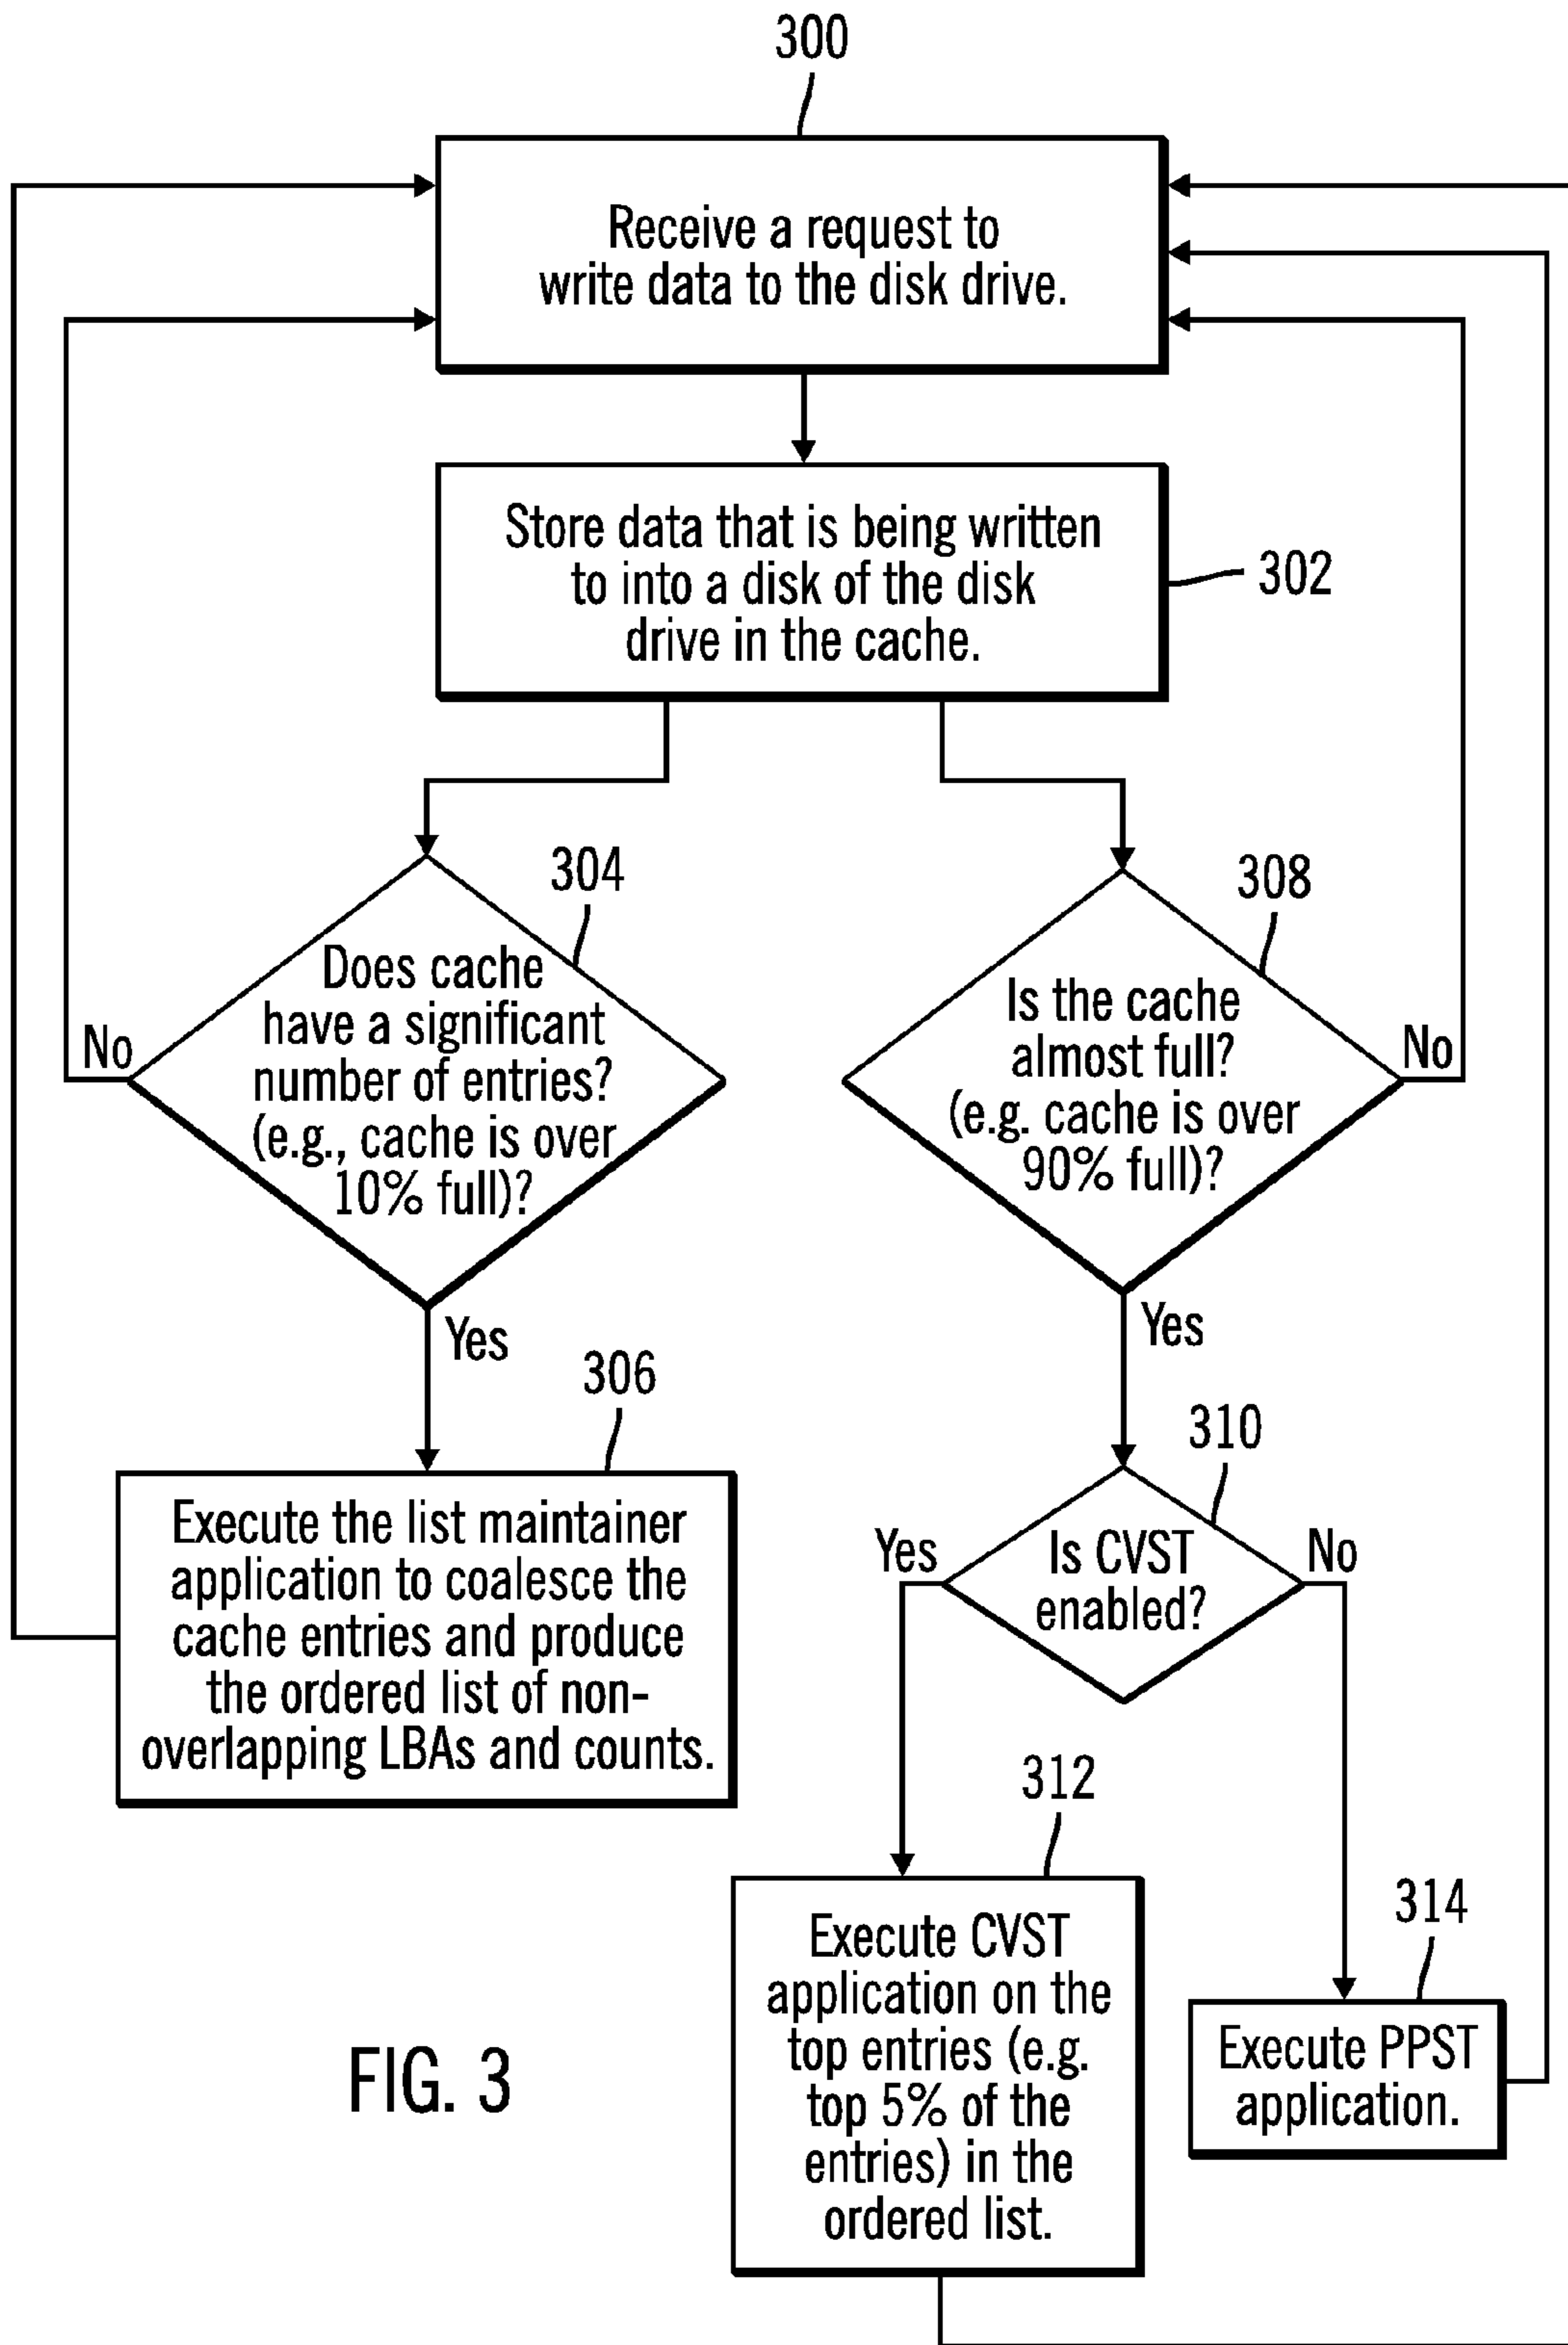 300
Receive a request to
write data to the disk drive.
Store data that is being written
to into a disk of the disk
drive in the cache.
302
304
Does cache
have a significant
number of entries?
(e.g., cache is over
10% full)?
No
Yes
308
Is the cache
almost full?
(e.g. cache is over
90% full)?
No
Yes
306
Execute the list maintainer
application to coalesce the
cache entries and produce
the ordered list of non-
overlapping LBAs and counts.
310
Is CVST
enabled?
Yes
No
312
Execute CVST
application on the
top entries (e.g.
top 5% of the
entries) in the
ordered list.
314
Execute PPST
application.
FIG. 3